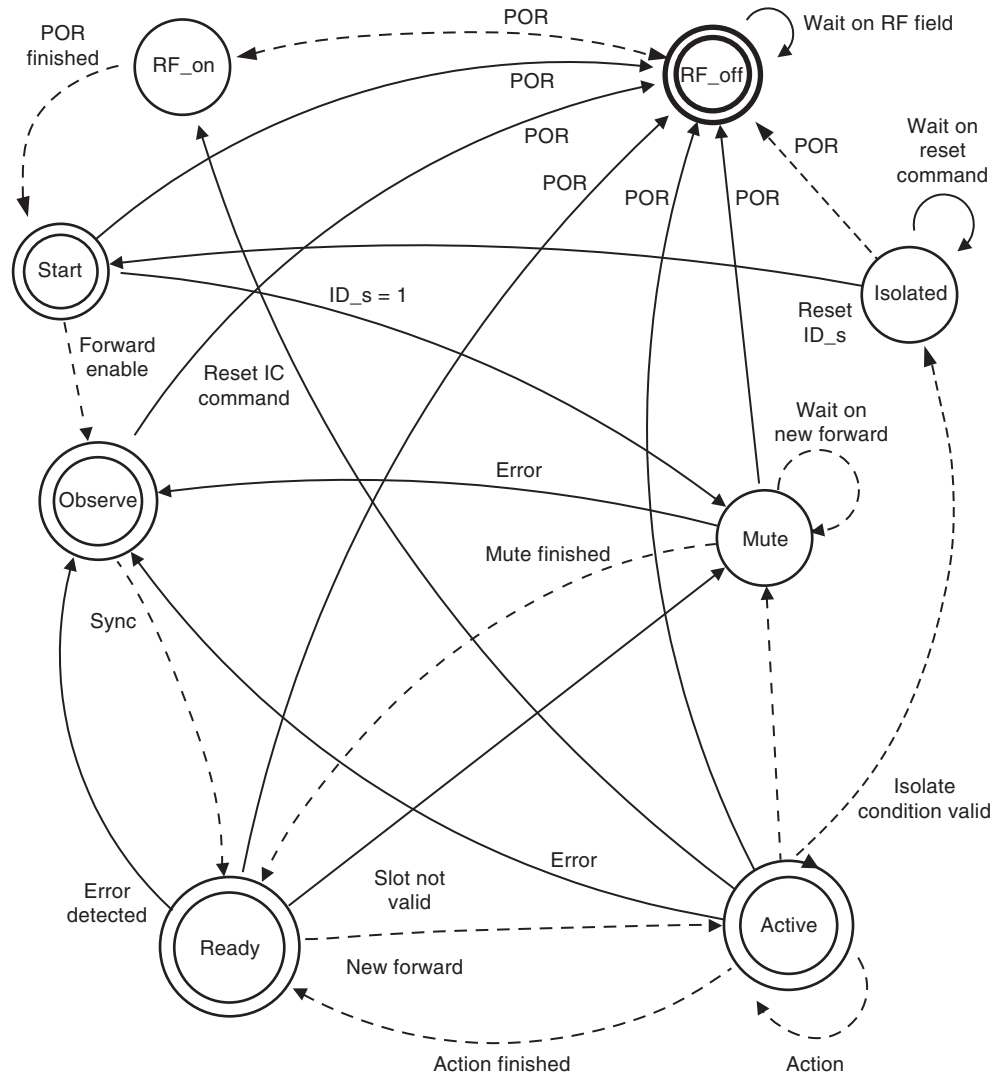 POR
POR
finished
RF_on
RF_off
Wait on RF field
POR
POR
POR
POR
POR
POR
Wait on
reset
command
Start
ID_s = 1
Isolated
Reset
ID_s
Forward
enable
Reset IC
command
Wait on
new forward
Observe
Error
Mute
Mute finished
Sync
Isolate
condition valid
Error
Error
detected
Slot not
valid
Ready
Active
New forward
Action finished
Action